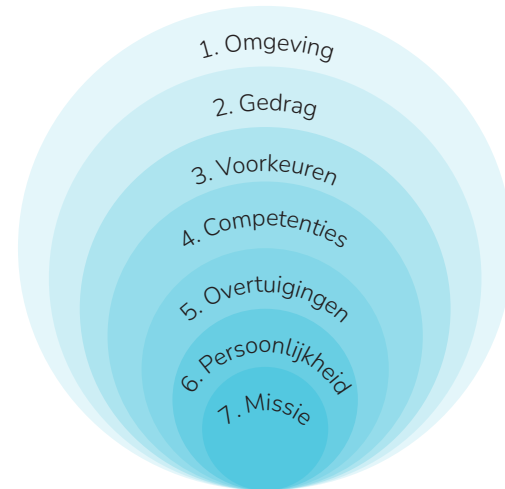 1. Omgeving
2. Gedrag
3. Voorkeuren
4. Competenties
5. Overtuigingen
6. Persoonlijkheid
7. Missie